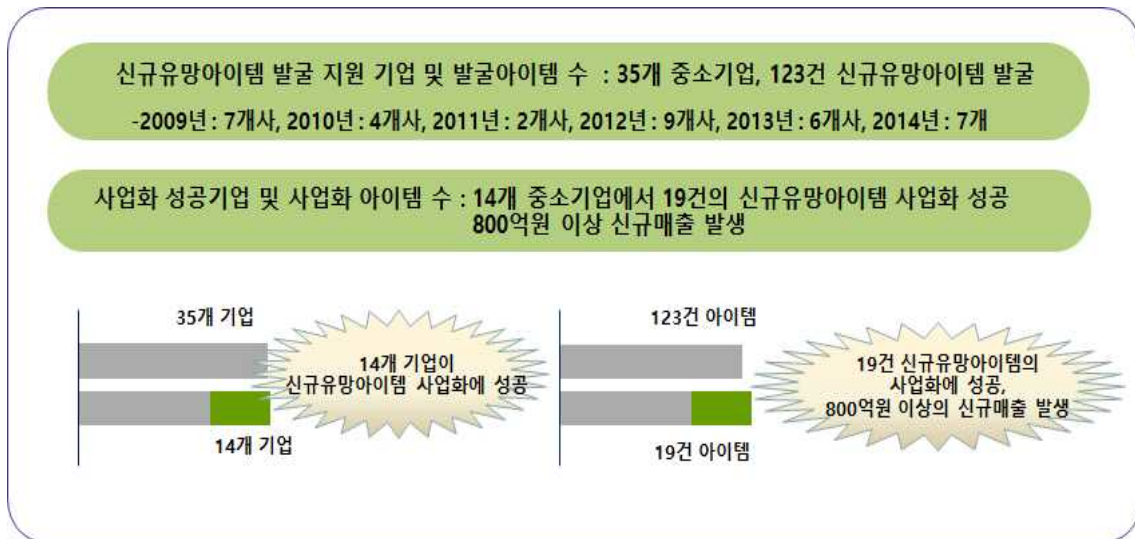 신규유망아이템 발굴 지원 기업 및 발굴아이템 수 : 35개 중소기업, 123건 신규유망아이템 발굴
-2009년 : 7개사, 2010년 : 4개사, 2011년 : 2개사, 2012년 : 9개사, 2013년 : 6개사, 2014년 : 7개
사업화 성공기업 및 사업화 아이템 수 : 14개 중소기업에서 19건의 신규유망아이템 사업화 성공
800억원 이상 신규매출 발생
35개 기업
14개 기업이
신규유망아이템 사업화에 성공
14개 기업
123건 아이템
19건 신규유망아이템의
사업화에 성공,
800억원 이상의 신규매출 발생
19건 아이템